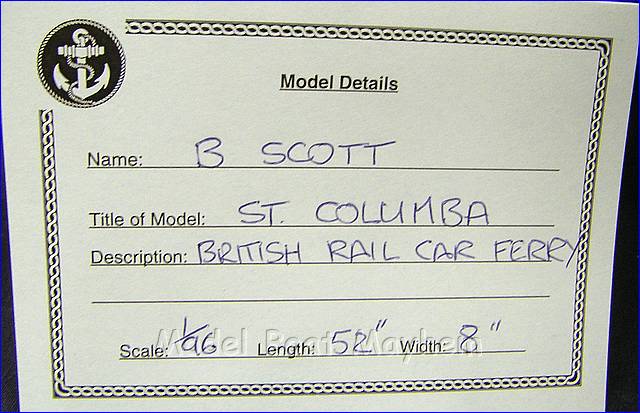 Model Details
Name: B SCOTT
Title of Model: ST. COLUMBA
Description: BRITISH RAIL CAR FERRY
Scale: 1/96 Length: 52" Width: 8"
Model Boats Mayhem